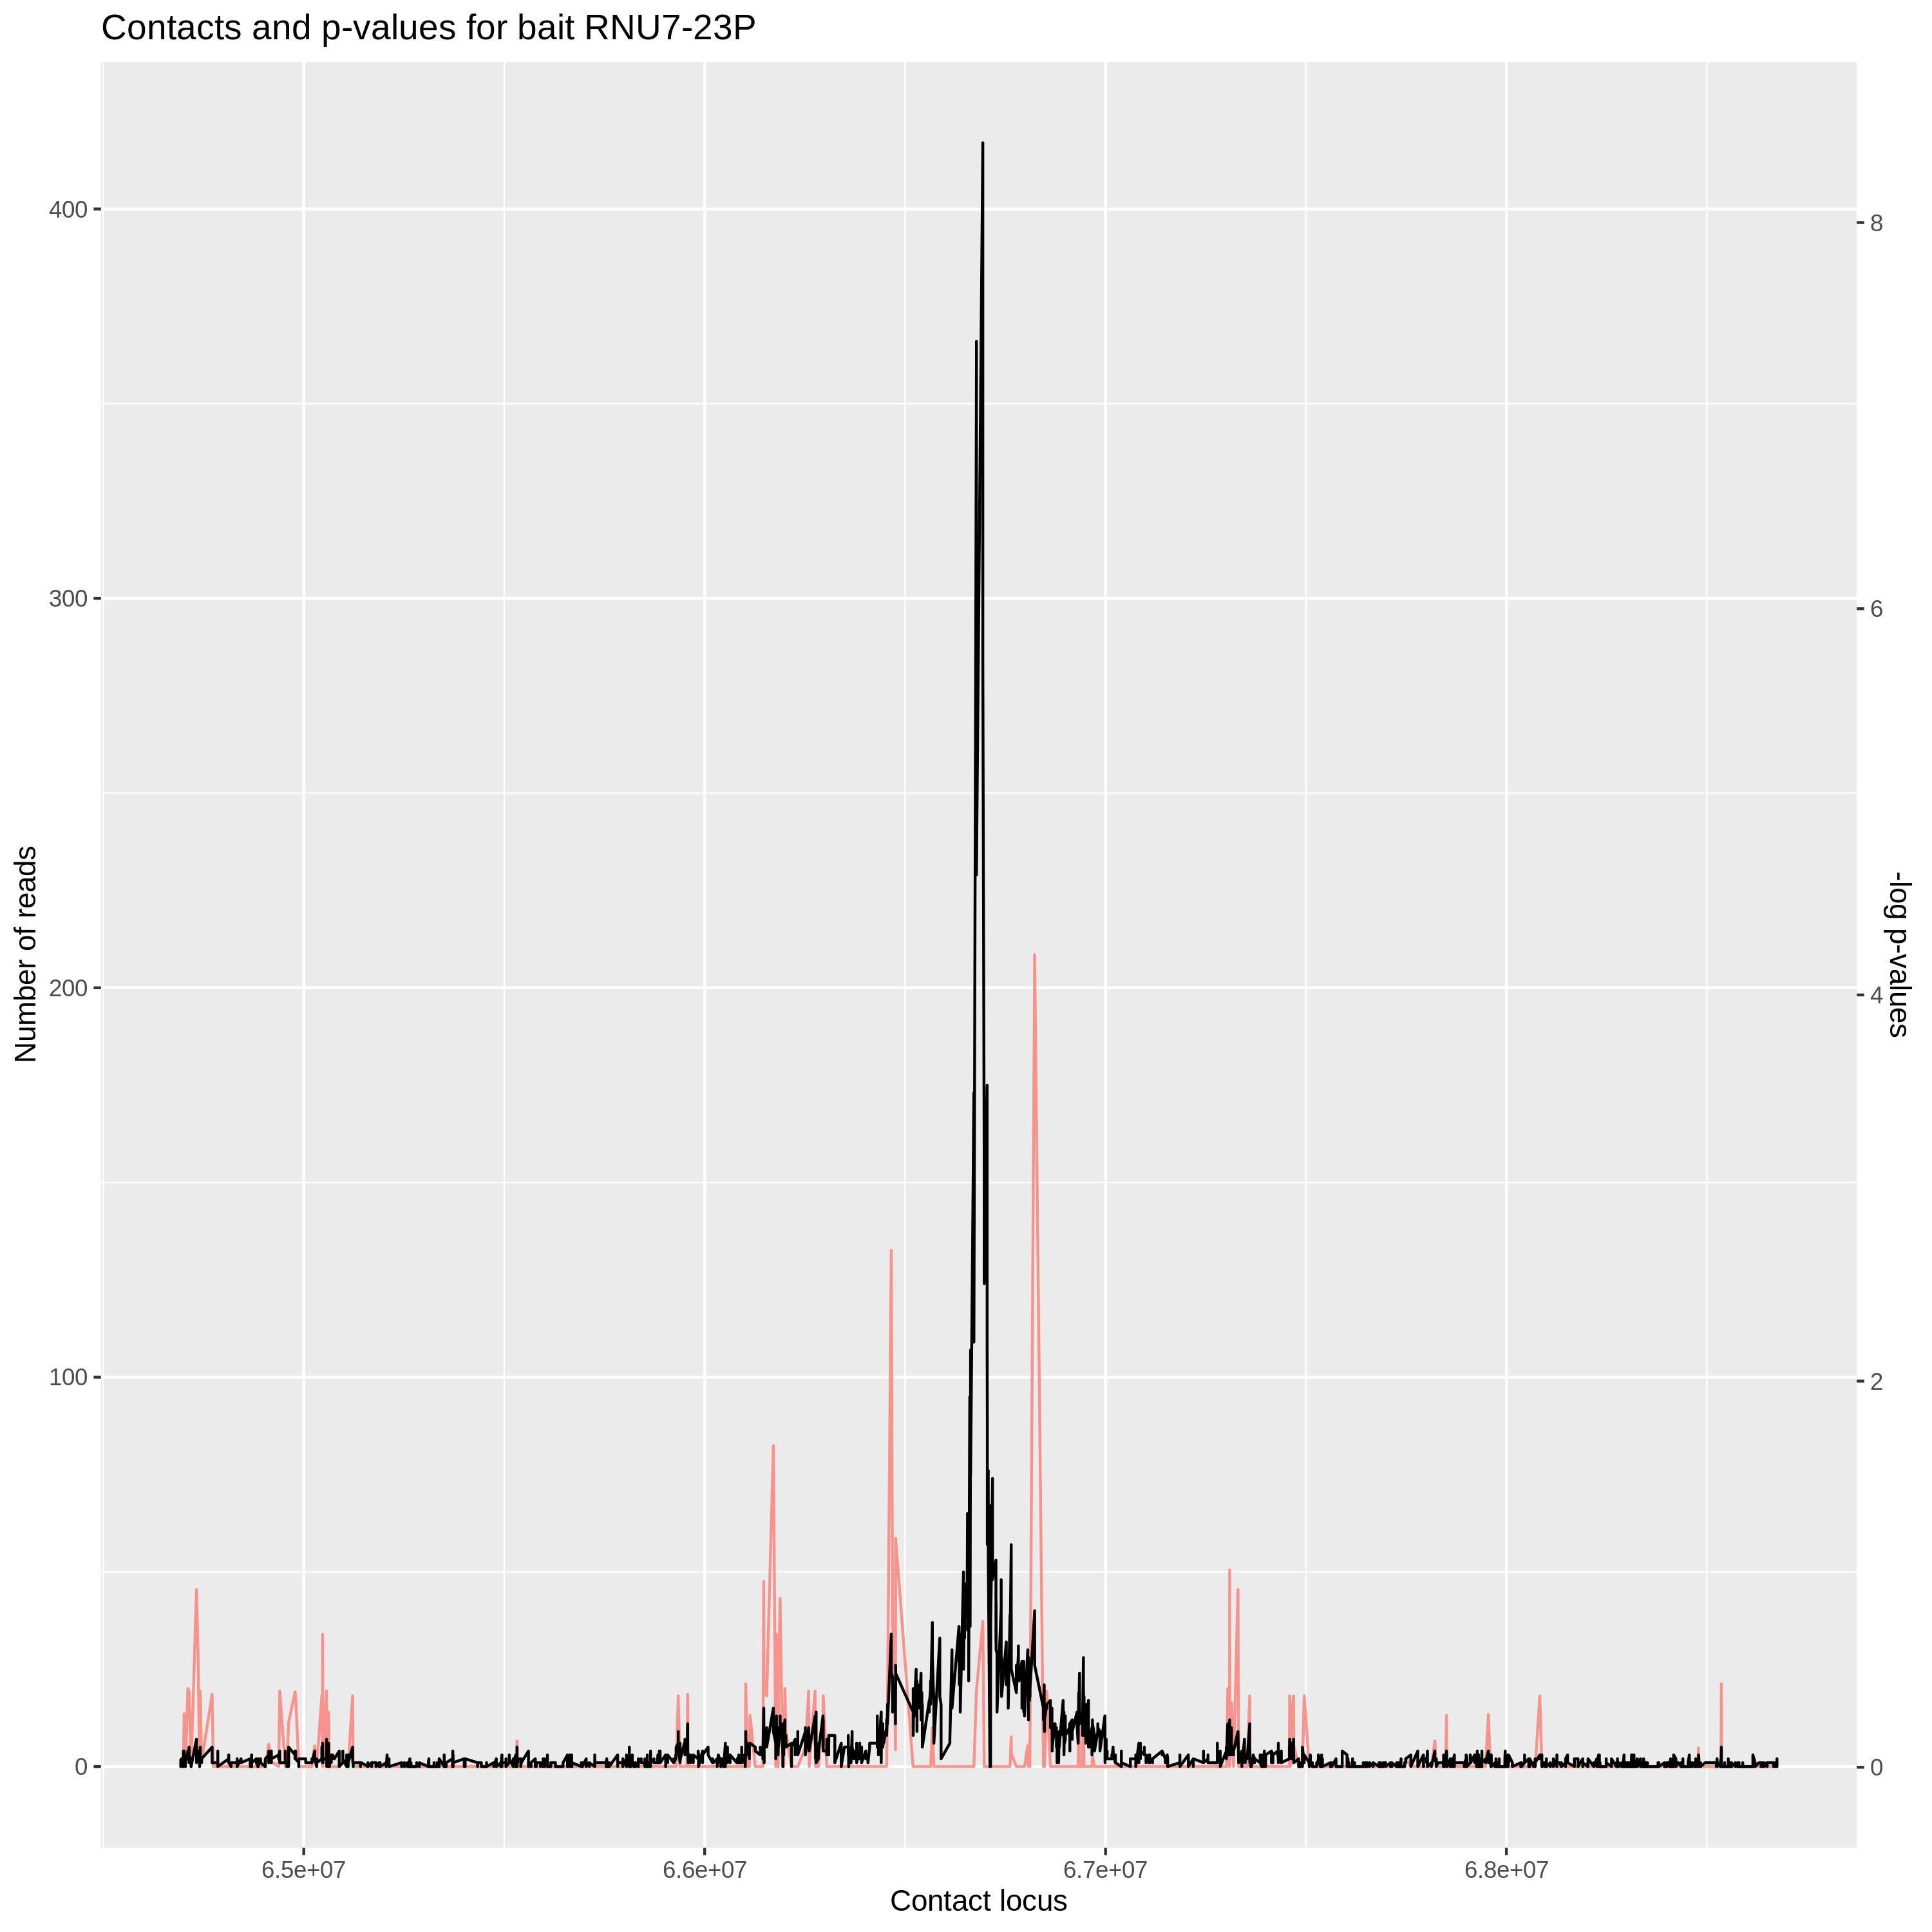 Contacts and p-values for bait RNU7-23P
Number of reads
400
300
200
100
0
8
6
4
2
0
-log p-values
6.5e+07
6.6e+07
6.7e+07
6.8e+07
Contact locus